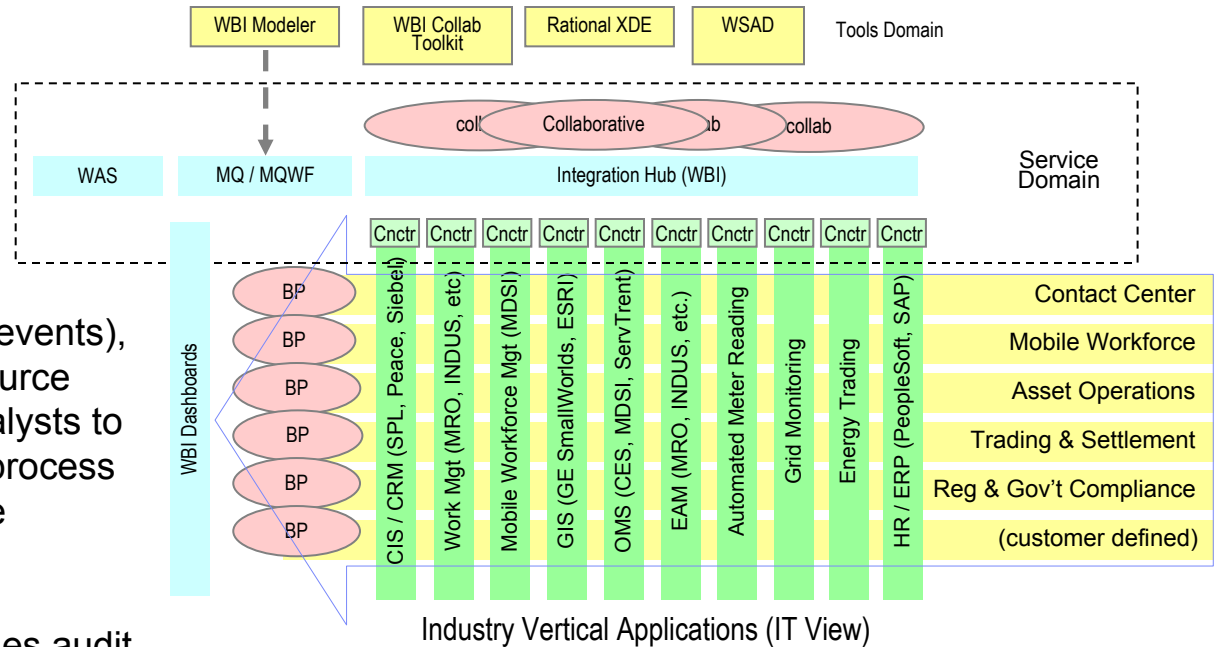 WBI Modeler
WBI Collab
Toolkit
Rational XDE
WSAD
Tools Domain
coll
Collaborative
ab
collab
WAS
MQ / MQWF
Integration Hub (WBI)
Service
Domain
Cnctr Cnctr Cnctr Cnctr Cnctr Cnctr Cnctr Cnctr Cnctr Cnctr
WBI Dashboards
BP
BP
BP
BP
BP
BP
CIS / CRM (SPL, Peace, Siebel)
Work Mgt (MRO, INDUS, etc)
Mobile Workforce Mgt (MDSI)
GIS (GE SmallWorlds, ESRI)
OMS (CES, MDSI, ServTrent)
EAM (MRO, INDUS, etc.)
Automated Meter Reading
Grid Monitoring
Energy Trading
HR / ERP (PeopleSoft, SAP)
Contact Center
Mobile Workforce
Asset Operations
Trading & Settlement
Reg & Gov't Compliance
(customer defined)
Industry Vertical Applications (IT View)
events),
urce
alysts to
process
e
es audit